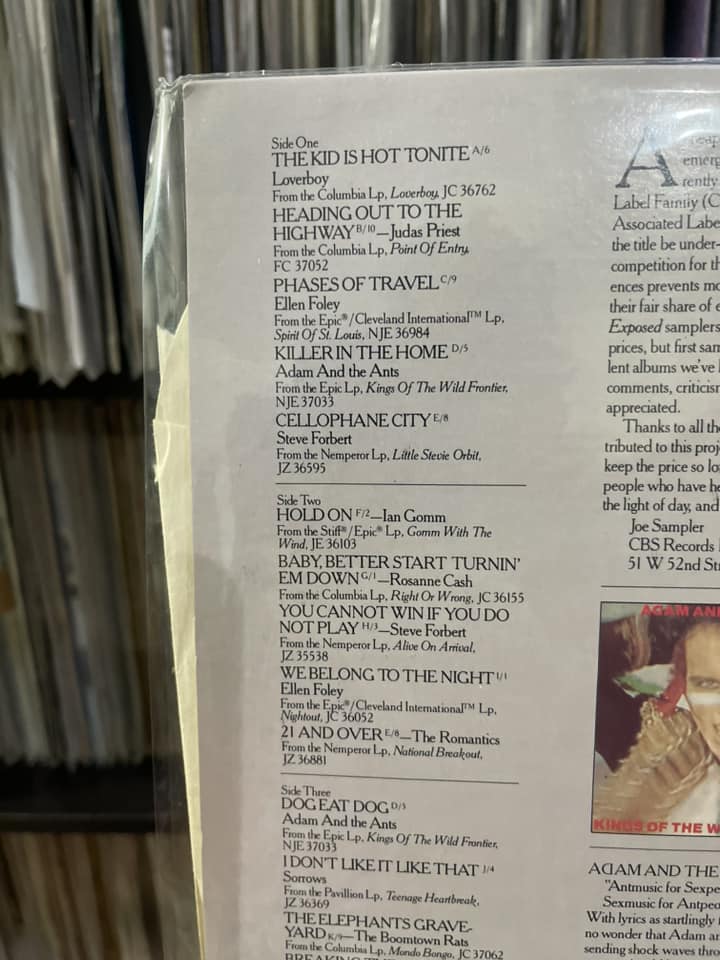 Side One
THE KID IS HOT TONITE A/6
Loverboy
From the Columbia Lp, Loverboy, JC 36762
HEADING OUT TO THE
HIGHWAY B/10—Judas Priest
From the Columbia Lp, Point Of Entry,
FC 37052
PHASES OF TRAVEL C/9
Ellen Foley
From the Epic®/Cleveland International™ Lp,
Spirit Of St. Louis, NJE 36984
KILLER IN THE HOME D/5
Adam And the Ants
From the Epic Lp, Kings Of The Wild Frontier,
NJE 37033
CELLOPHANE CITY E/8
Steve Forbert
From the Nemperor Lp, Little Stevie Orbit,
JZ 36595
Side Two
HOLD ON F/2—Ian Gomm
From the Stiff®/Epic® Lp, Gomm With The
Wind, JE 36103
BABY, BETTER START TURNIN'
EM DOWN G/1—Rosanne Cash
From the Columbia Lp, Right Or Wrong, JC 36155
YOU CANNOT WIN IF YOU DO
NOT PLAY H/3—Steve Forbert
From the Nemperor Lp, Alive On Arrival,
JZ 35538
WE BELONG TO THE NIGHT I/1
Ellen Foley
From the Epic®/Cleveland International™ Lp,
Nightout, JC 36052
21 AND OVER E/8—The Romantics
From the Nemperor Lp, National Breakout,
JZ 36881
Side Three
DOG EAT DOG D/5
Adam And the Ants
From the Epic Lp, Kings Of The Wild Frontier,
NJE 37033
I DON'T LIKE IT LIKE THAT J/4
Sorrows
From the Pavillion Lp, Teenage Heartbreak,
JZ 36369
THE ELEPHANTS GRAVE-
YARD K/9—The Boomtown Rats
From the Columbia Lp, Mondo Bongo, JC 37062
A
emerg
rently
Label Family (C
Associated Labe
the title be under-
competition for th
ences prevents mo
their fair share of e
Exposed samplers
prices, but first sam
lent albums we've
comments, criticism
appreciated.
Thanks to all the
tributed to this proj
keep the price so lo
people who have he
the light of day, and
Joe Sampler
CBS Records
51 W 52nd St
ADAM AN
KINGS OF THE W
ADAM AND THE
"Antmusic for Sexpe
Sexmusic for Antpeo
With lyrics as startlingly
no wonder that Adam an
sending shock waves thro